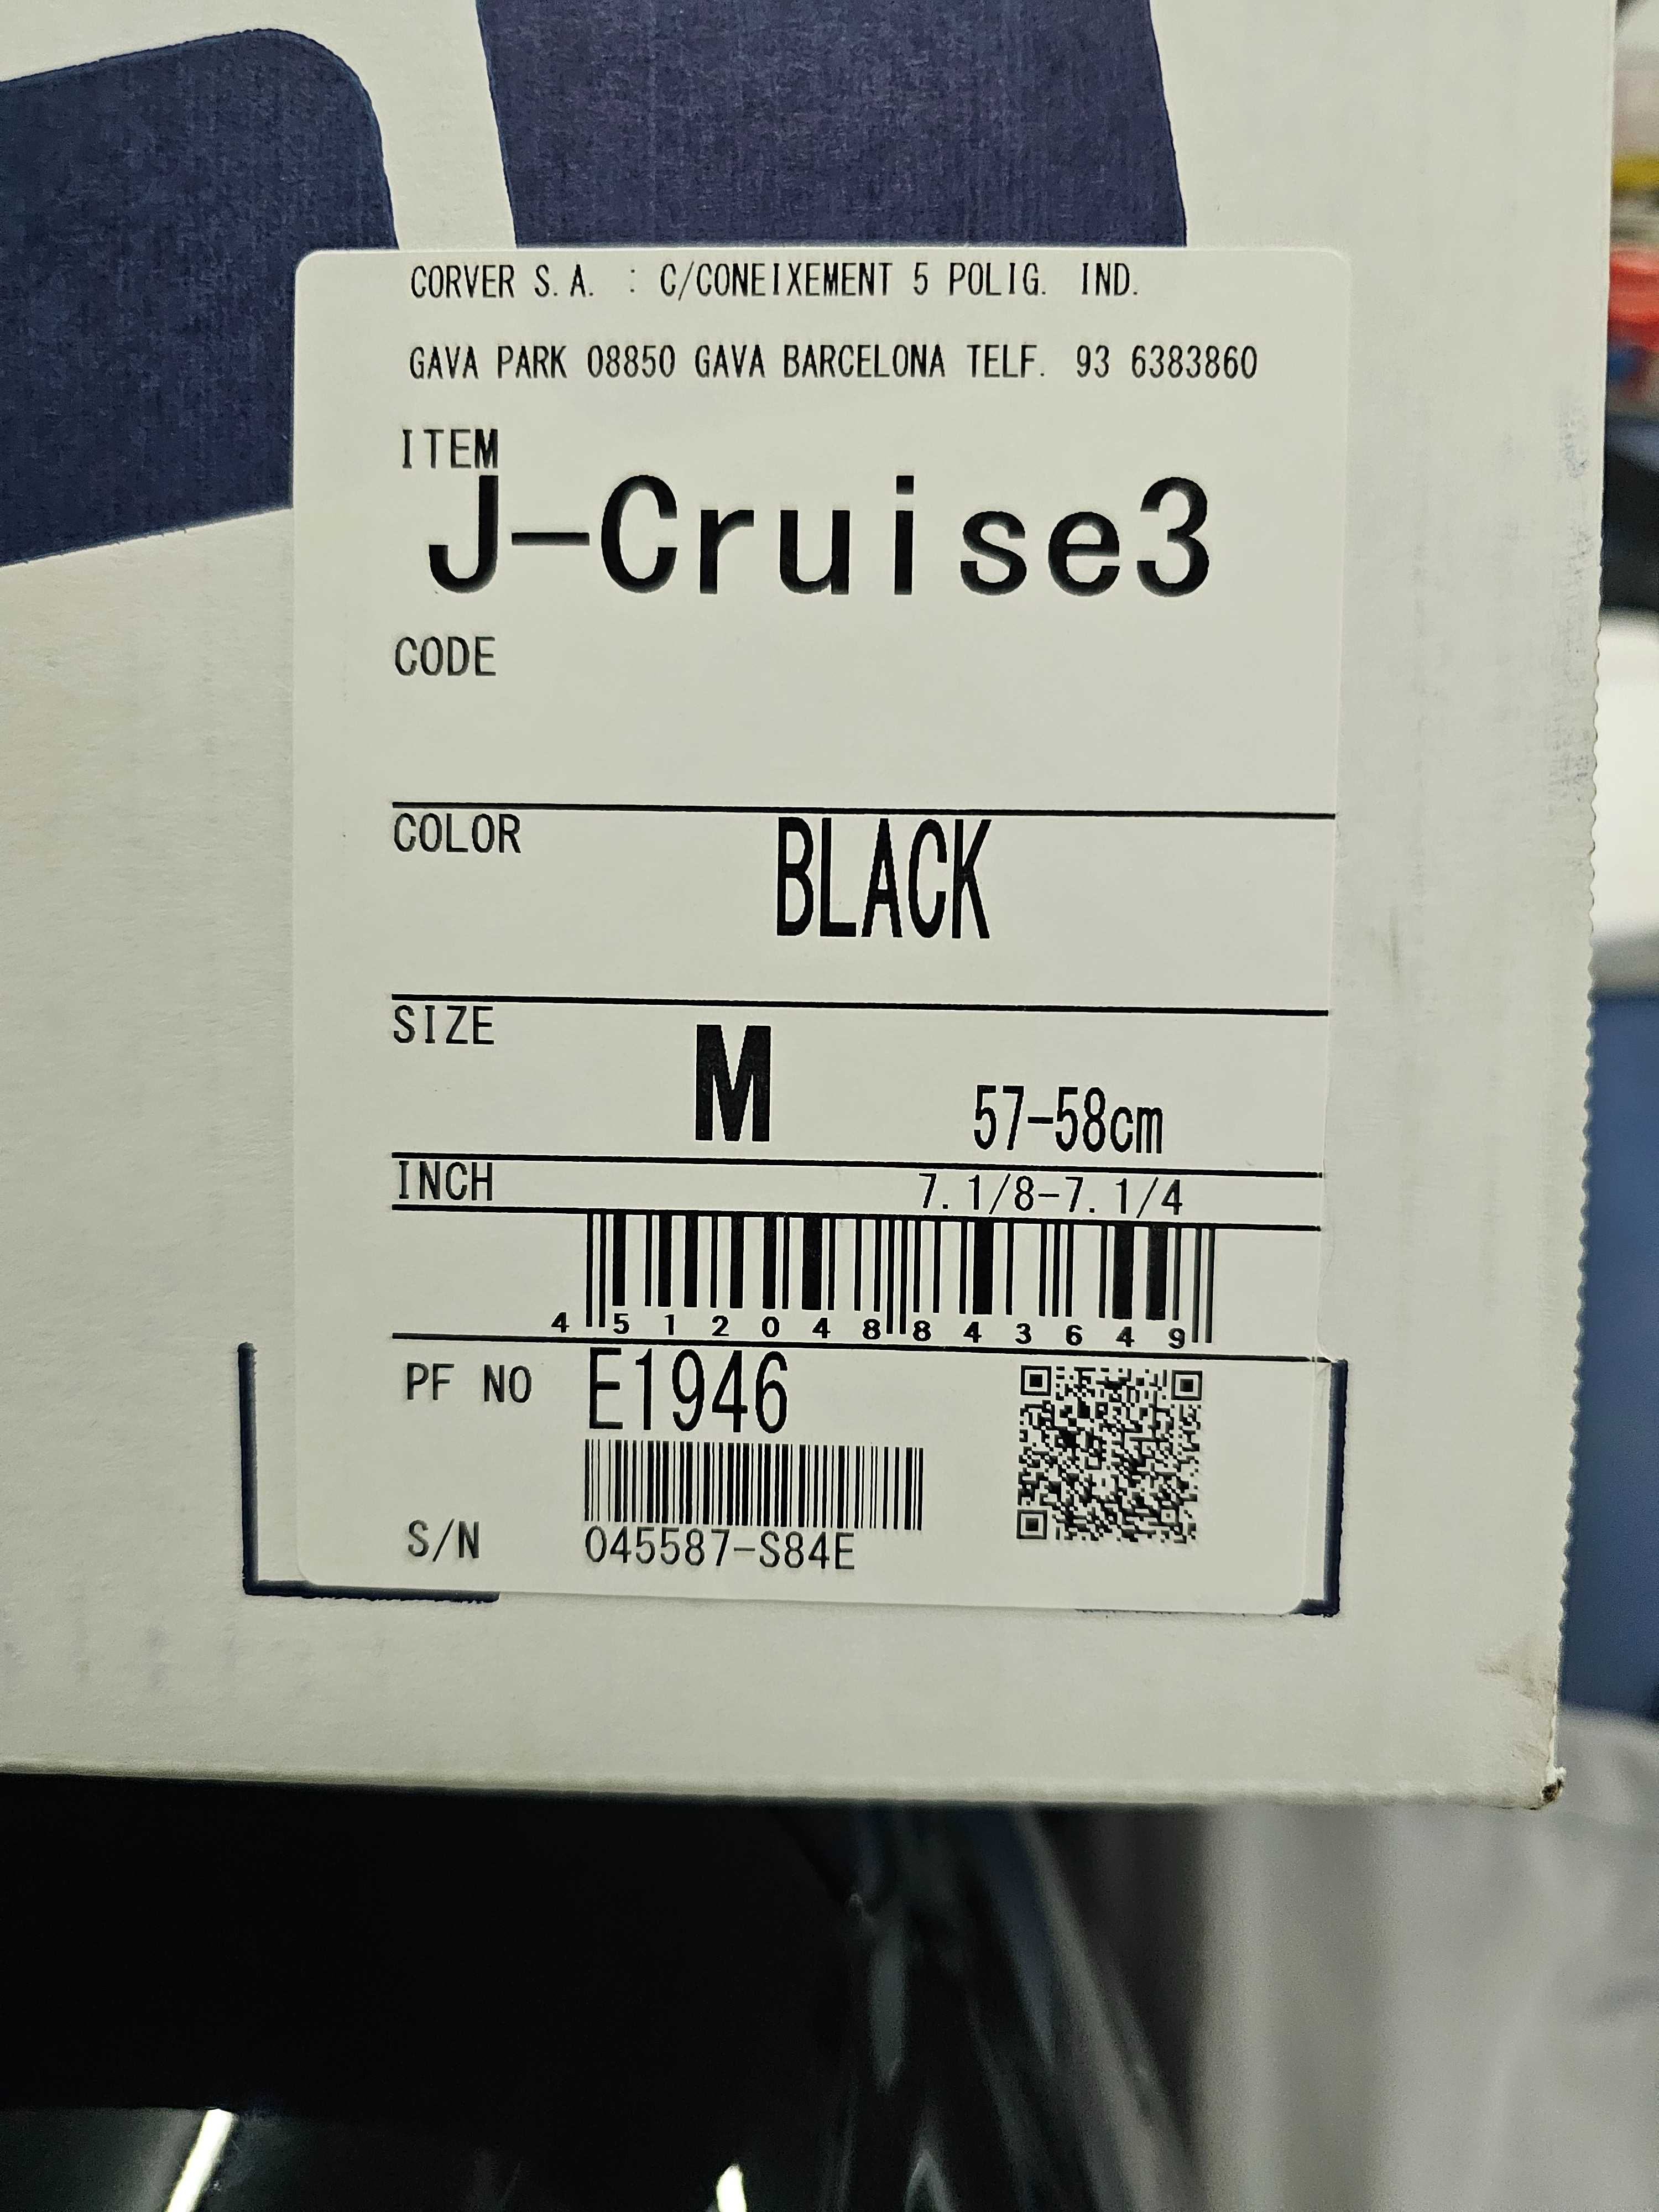 CORVER S.A. : C/CONEIXEMENT 5 POLIG. IND.
GAVA PARK 08850 GAVA BARCELONA TELF. 93 6383860
ITEM
J-Cruise3
CODE
COLOR BLACK
SIZE M 57-58cm
INCH 7.1/8-7.1/4
4 512048 843649
PF NO E1946
S/N 045587-S84E